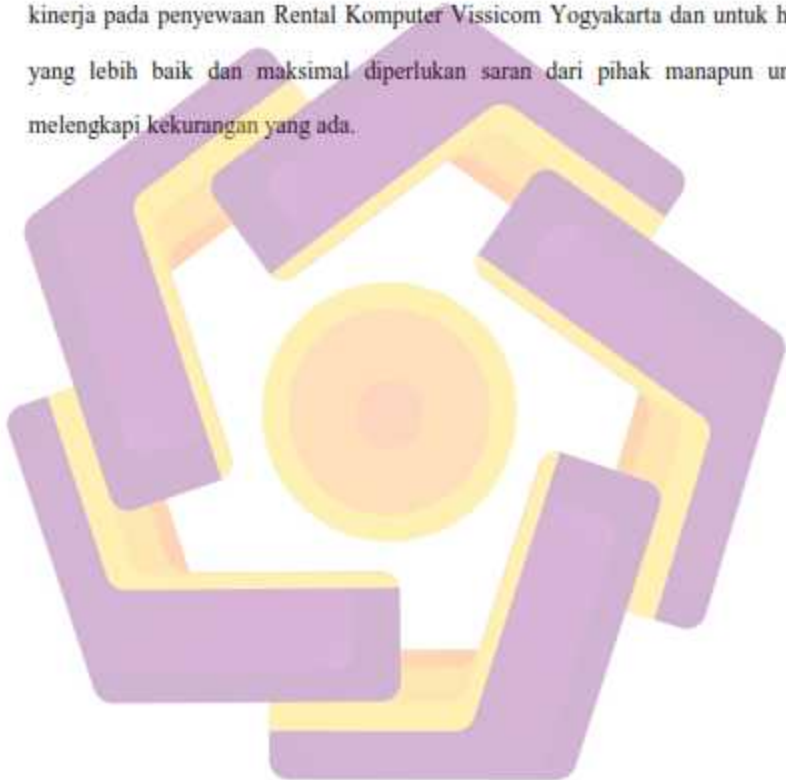 kinerja pada penyewaan Rental Komputer Vissicom Yogyakarta dan untuk
yang lebih baik dan maksimal diperlukan saran dari pihak manapun
melengkapi kekurangan yang ada.